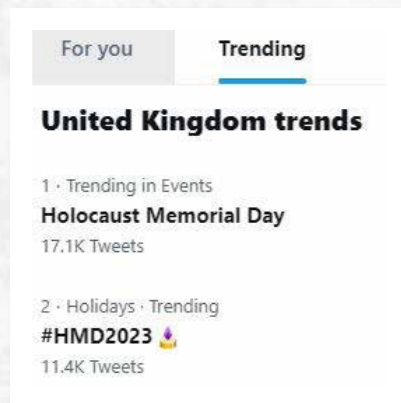 For you Trending
United Kingdom trends
1 · Trending in Events
Holocaust Memorial Day
17.1K Tweets
2 · Holidays · Trending
#HMD2023
11.4K Tweets